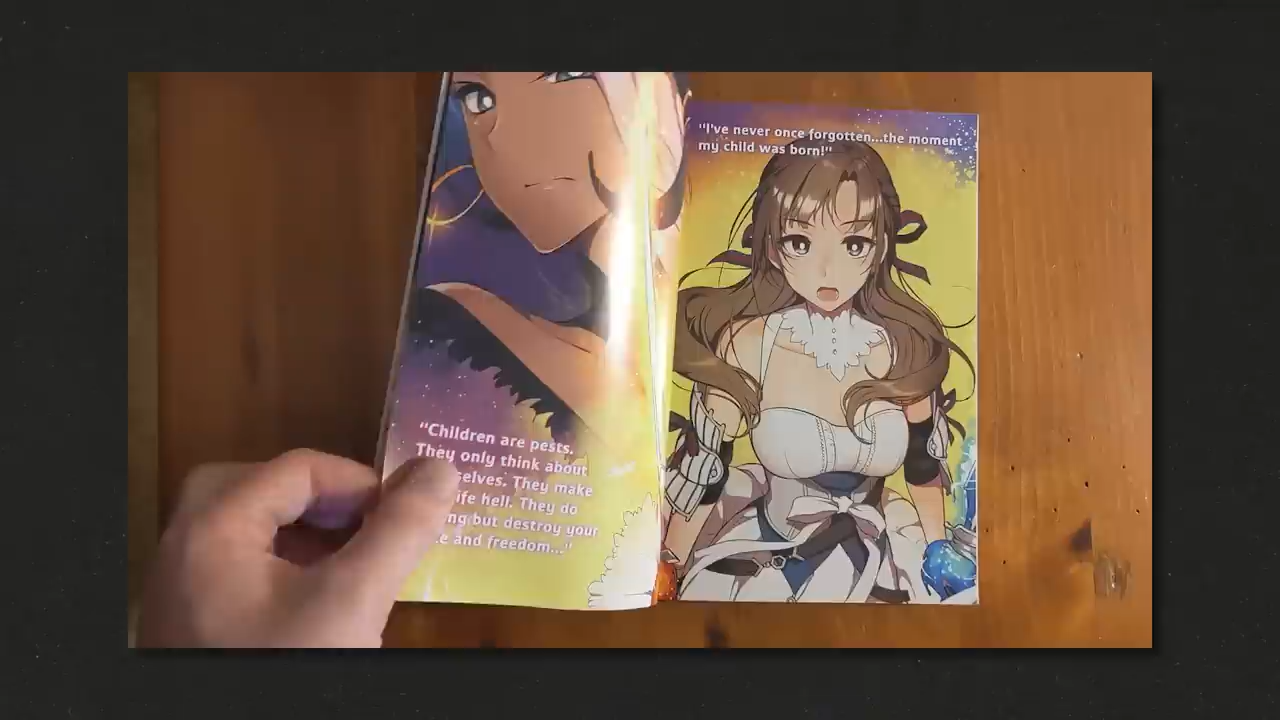 "I've never once forgotten...the moment
my child was born!"
"Children are pests.
They only think about
selves. They make
ife hell. They do
ng but destroy your
e and freedom..."